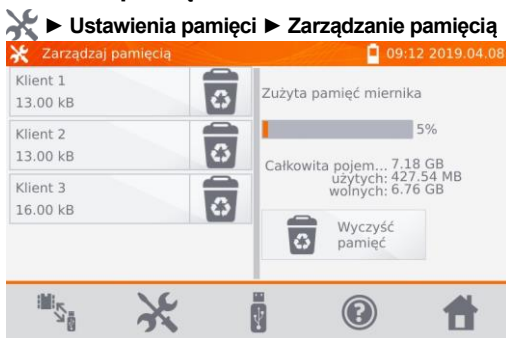 ► Ustawienia pamięci ► Zarządzanie pamięcią
Zarządzaj pamięcią 09:12 2019.04.08
Klient 1
13.00 kB
Klient 2
13.00 kB
Klient 3
16.00 kB
Zużyta pamięć miernika
5%
Całkowita pojem... 7.18 GB
użytych: 427.54 MB
wolnych: 6.76 GB
Wyczyść
pamięć
?